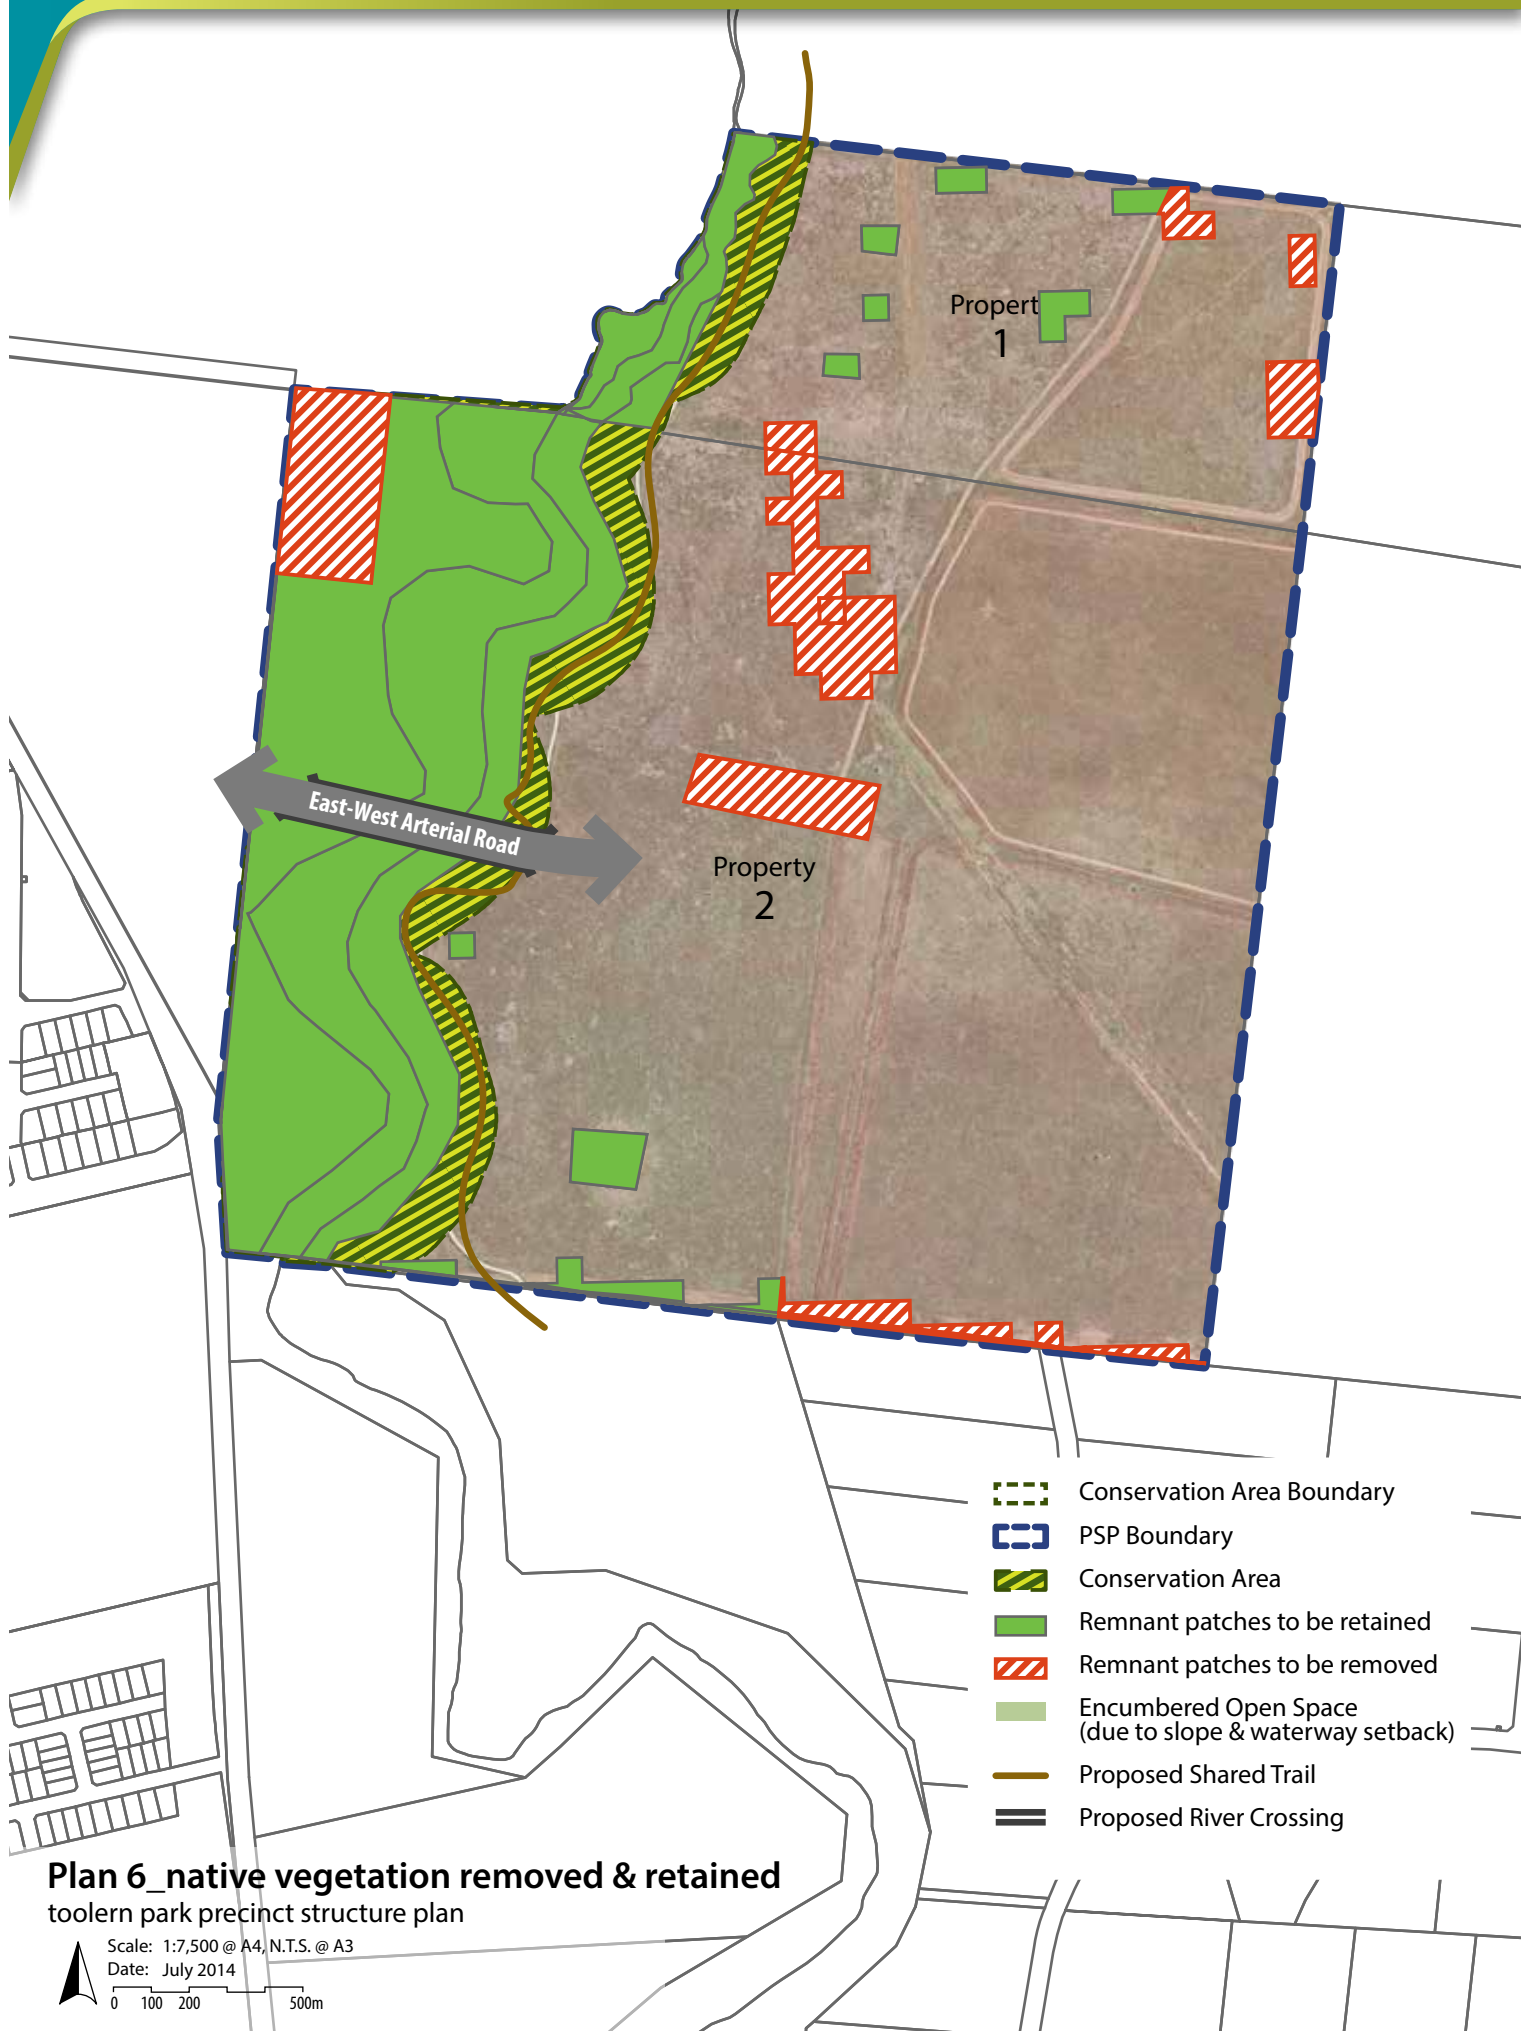 Propert
1
East-West Arterial Road
Property
2
Conservation Area Boundary
PSP Boundary
Conservation Area
Remnant patches to be retained
Remnant patches to be removed
Encumbered Open Space
(due to slope & waterway setback)
Proposed Shared Trail
Proposed River Crossing
Plan 6_native vegetation removed & retained
toolern park precinct structure plan
Scale: 1:7,500 @ A4, N.T.S. @ A3
Date: July 2014
0 100 200 500m